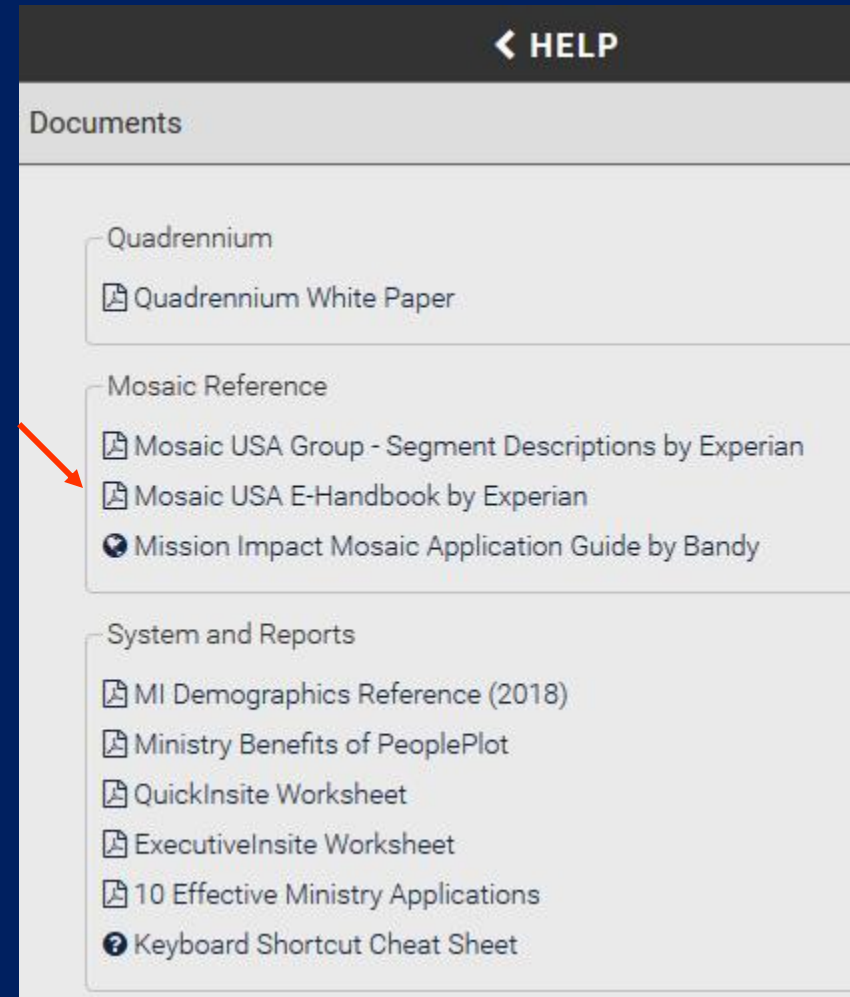 HELP
Documents
Quadrennium
Quadrennium White Paper
Mosaic Reference
Mosaic USA Group - Segment Descriptions by Experian
Mosaic USA E-Handbook by Experian
Mission Impact Mosaic Application Guide by Bandy
System and Reports
MI Demographics Reference (2018)
Ministry Benefits of PeoplePlot
QuickInsite Worksheet
ExecutiveInsite Worksheet
10 Effective Ministry Applications
Keyboard Shortcut Cheat Sheet